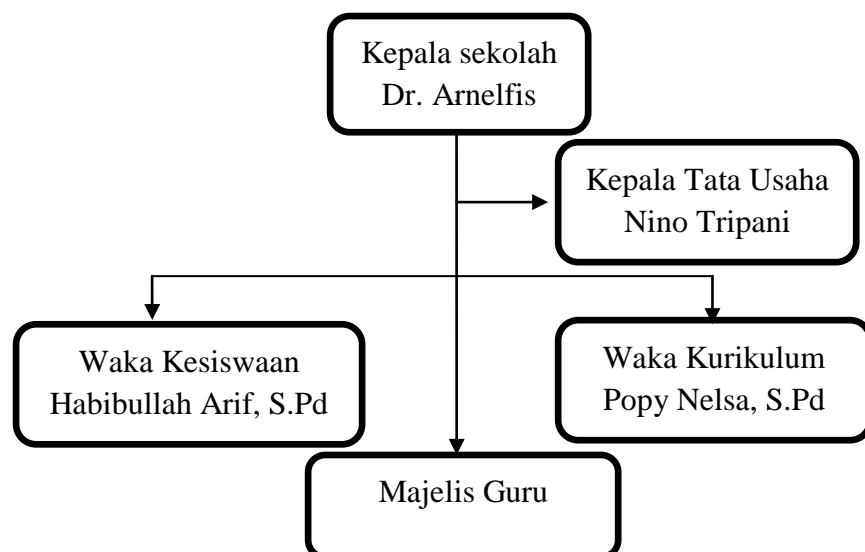 Kepala sekolah
Dr. Arnelfis
Kepala Tata Usaha
Nino Tripani
Waka Kesiswaan
Habibullah Arif, S.Pd
Waka Kurikulum
Popy Nelsa, S.Pd
Majelis Guru